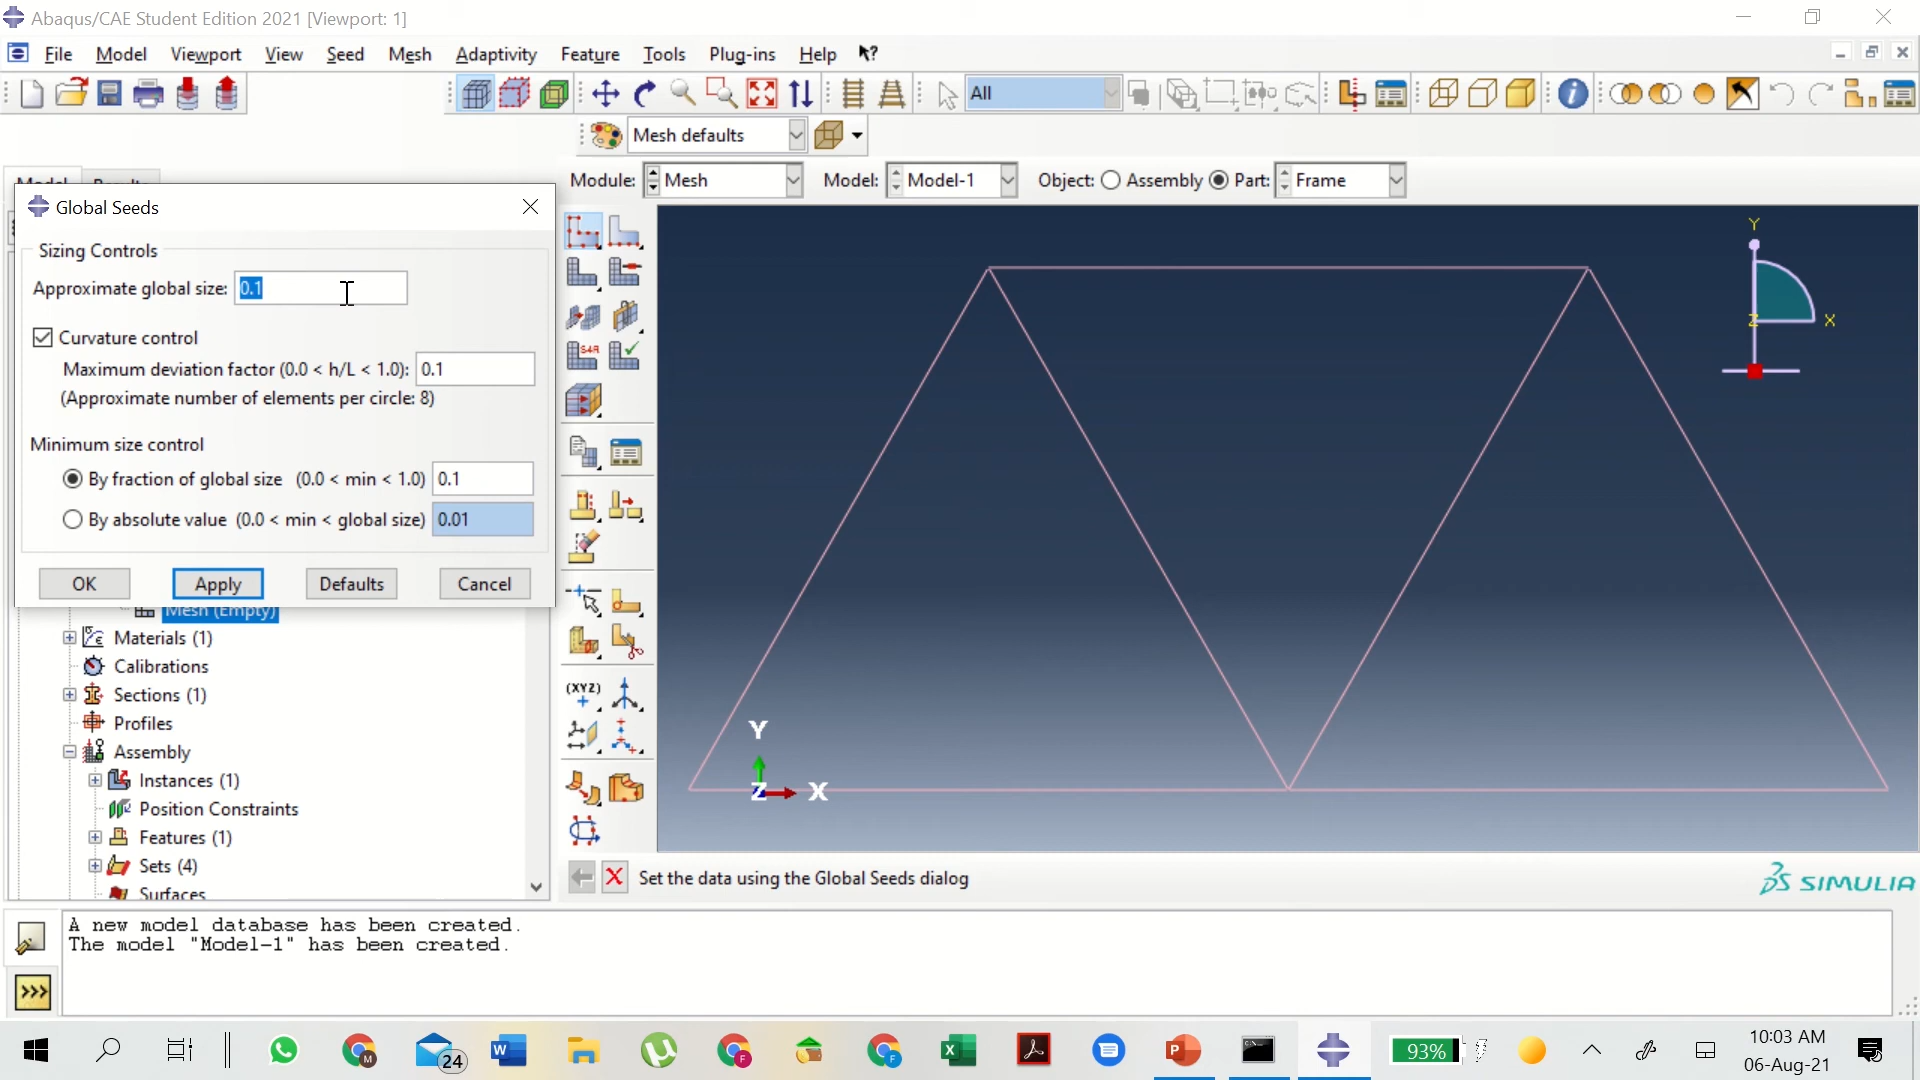 Abaqus/CAE Student Edition 2021 [Viewport: 1]
File Model Viewport View Seed Mesh Adaptivity Feature Tools Plug-ins Help
All
Mesh defaults
Module: Mesh Model: Model-1 Object: Assembly Part: Frame
Model Results
Global Seeds
Sizing Controls
Approximate global size: 0.1
Curvature control
Maximum deviation factor (0.0 < h/L < 1.0): 0.1
(Approximate number of elements per circle: 8)
Minimum size control
By fraction of global size (0.0 < min < 1.0) 0.1
By absolute value (0.0 < min < global size) 0.01
OK Apply Defaults Cancel
Mesh (Empty)
Materials (1)
Calibrations
Sections (1)
Profiles
Assembly
Instances (1)
Position Constraints
Features (1)
Sets (4)
Surfaces
S4R
(XYZ)
Y
Z X
Y
Z X
Set the data using the Global Seeds dialog
SIMULIA
A new model database has been created.
The model "Model-1" has been created.
>>>
24
93%
10:03 AM
06-Aug-21